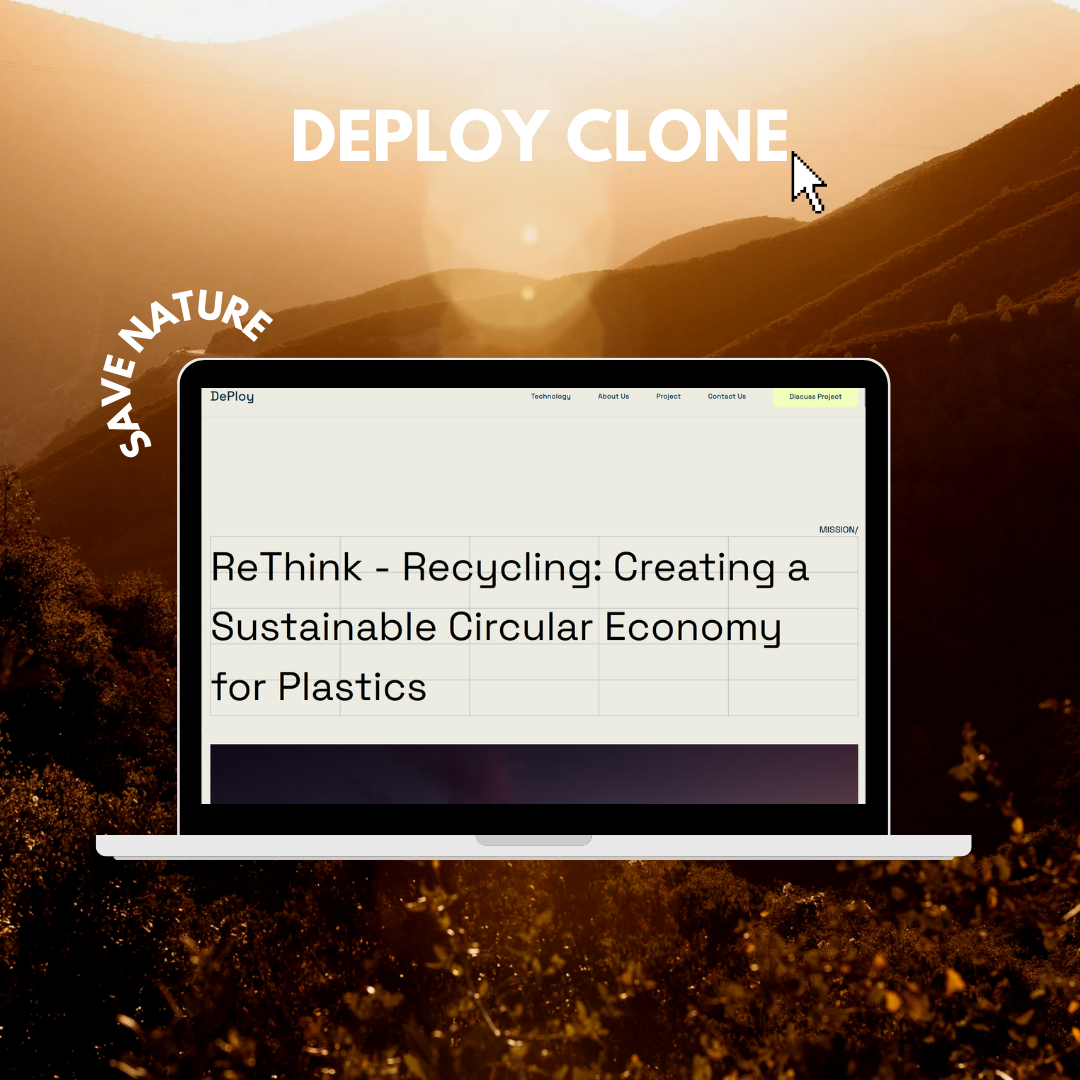 DEPLOY CLONE
SAVE NATURE
DePloy
Technology
About Us
Project
Contact Us
Discuss Project
MISSION/
ReThink - Recycling: Creating a
Sustainable Circular Economy
for Plastics